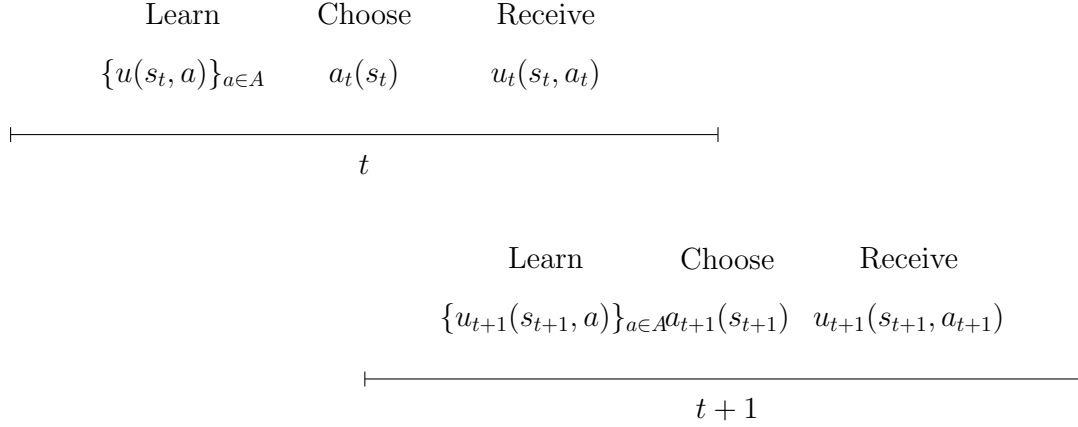 Learn Choose Receive
{u(s_t, a)}_{a∈A} a_t(s_t) u_t(s_t, a_t)
t
Learn Choose Receive
{u_{t+1}(s_{t+1}, a)}_{a∈A} a_{t+1}(s_{t+1}) u_{t+1}(s_{t+1}, a_{t+1})
t + 1